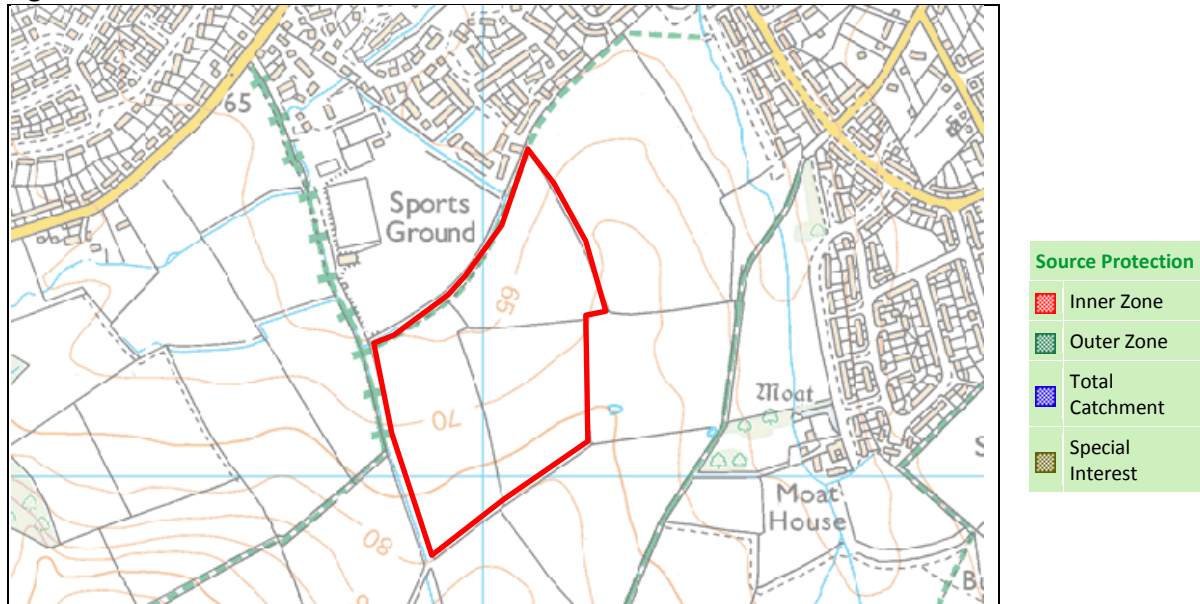 65
Sports
Ground
65
70
Moat
Moat
House
80
Source Protection
Inner Zone
Outer Zone
Total
Catchment
Special
Interest